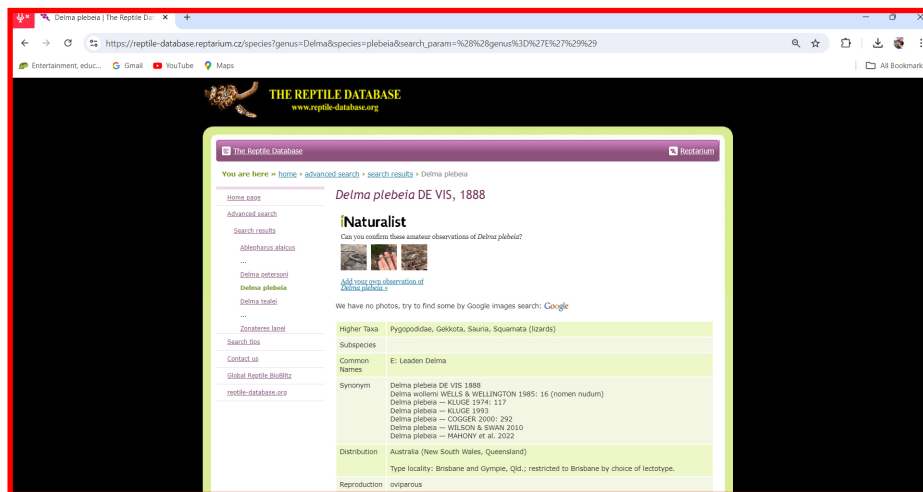 Delma plebeia | The Reptile Dat
https://reptile-database.reptarium.cz/species?genus=Delma&species=plebeia&search_param=%28%28genus%3D%27E%27%29%29
Entertainment, educ... Gmail YouTube Maps All Bookmark
THE REPTILE DATABASE
www.reptile-database.org
The Reptile Database Reptarium
You are here » home › advanced search › search results › Delma plebeia
Home page
Advanced search
Search results
Ablepharus alaicus
...
Delma petersoni
Delma plebeia
Delma tealei
...
Zonateres lanei
Search tips
Contact us
Global Reptile BioBlitz
reptile-database.org
Delma plebeia DE VIS, 1888
iNaturalist
Can you confirm these amateur observations of Delma plebeia?
Add your own observation of
Delma plebeia »
We have no photos, try to find some by Google images search: Google
Higher Taxa Pygopodidae, Gekkota, Sauria, Squamata (lizards)
Subspecies
Common
Names
E: Leaden Delma
Synonym
Delma plebeia DE VIS 1888
Delma wollemi WELLS & WELLINGTON 1985: 16 (nomen nudum)
Delma plebeia — KLUGE 1974: 117
Delma plebeia — KLUGE 1993
Delma plebeia — COGGER 2000: 292
Delma plebeia — WILSON & SWAN 2010
Delma plebeia — MAHONY et al. 2022
Distribution Australia (New South Wales, Queensland)
Type locality: Brisbane and Gympie, Qld.; restricted to Brisbane by choice of lectotype.
Reproduction oviparous